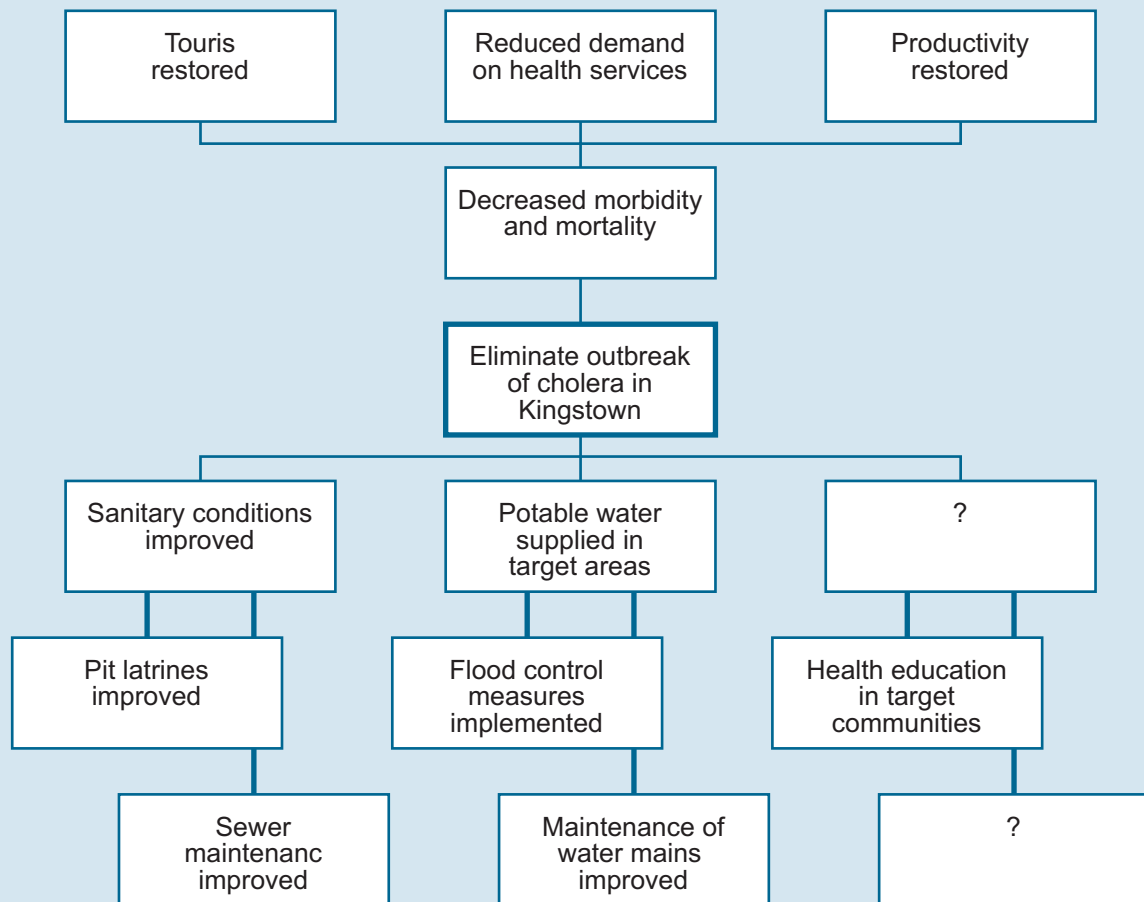 Touris
restored
Reduced demand
on health services
Productivity
restored
Decreased morbidity
and mortality
Eliminate outbreak
of cholera in
Kingstown
Sanitary conditions
improved
Potable water
supplied in
target areas
?
Pit latrines
improved
Flood control
measures
implemented
Health education
in target
communities
Sewer
maintenanc
improved
Maintenance of
water mains
improved
?